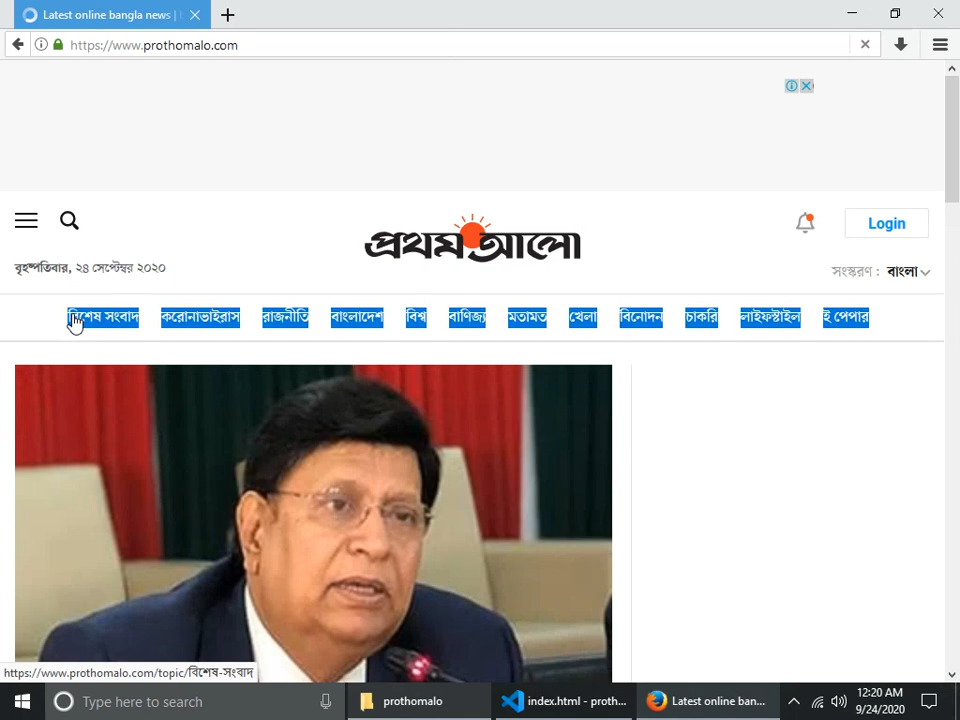 Latest online bangla news |
https://www.prothomalo.com
প্রথম আলো
Login
বৃহস্পতিবার, ২৪ সেপ্টেম্বর ২০২০
সংস্করণ : বাংলা
বিশেষ সংবাদ করোনাভাইরাস রাজনীতি বাংলাদেশ বিশ্ব বাণিজ্য মতামত খেলা বিনোদন চাকরি লাইফস্টাইল ই পেপার
https://www.prothomalo.com/topic/বিশেষ-সংবাদ
Type here to search
prothomalo
index.html - proth...
Latest online ban...
12:20 AM
9/24/2020